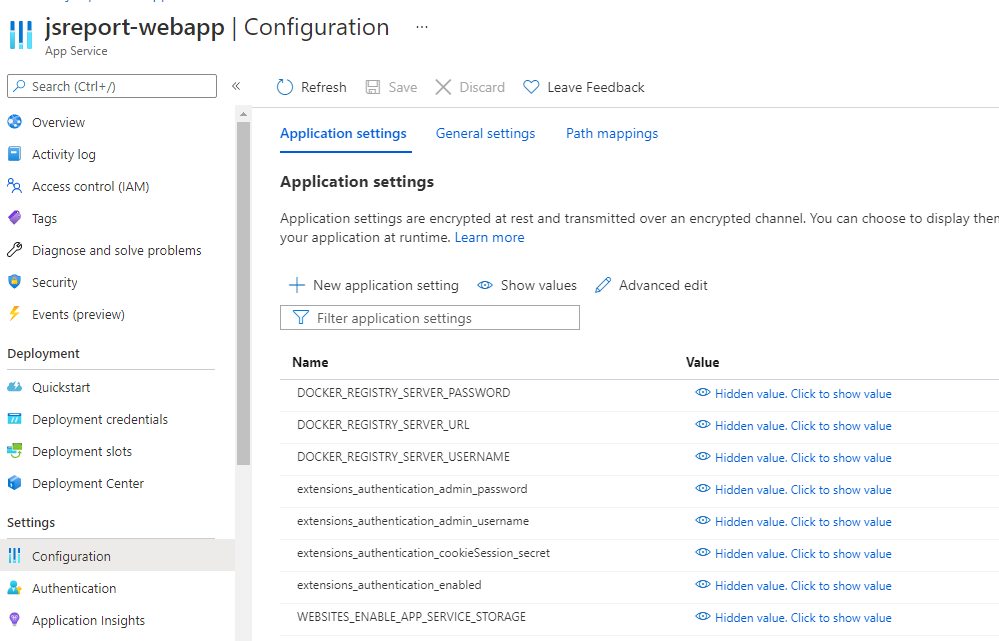 jsreport-webapp | Configuration ...
App Service
Search (Ctrl+/)
«
Overview
Activity log
Access control (IAM)
Tags
Diagnose and solve problems
Security
Events (preview)
Deployment
Quickstart
Deployment credentials
Deployment slots
Deployment Center
Settings
Configuration
Authentication
Application Insights
Refresh Save Discard Leave Feedback
Application settings General settings Path mappings
Application settings
Application settings are encrypted at rest and transmitted over an encrypted channel. You can choose to display
your application at runtime. Learn more
New application setting Show values Advanced edit
Filter application settings
Name Value
DOCKER_REGISTRY_SERVER_PASSWORD Hidden value. Click to show value
DOCKER_REGISTRY_SERVER_URL Hidden value. Click to show value
DOCKER_REGISTRY_SERVER_USERNAME Hidden value. Click to show value
extensions_authentication_admin_password Hidden value. Click to show value
extensions_authentication_admin_username Hidden value. Click to show value
extensions_authentication_cookieSession_secret Hidden value. Click to show value
extensions_authentication_enabled Hidden value. Click to show value
WEBSITES_ENABLE_APP_SERVICE_STORAGE Hidden value. Click to show value